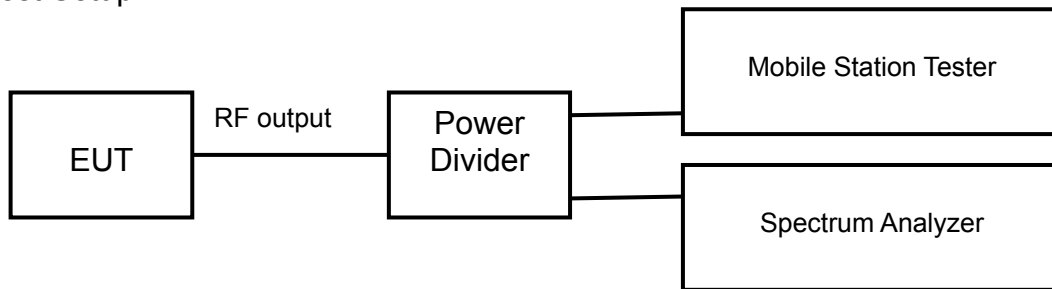 EUT
RF output
Power
Divider
Mobile Station Tester
Spectrum Analyzer